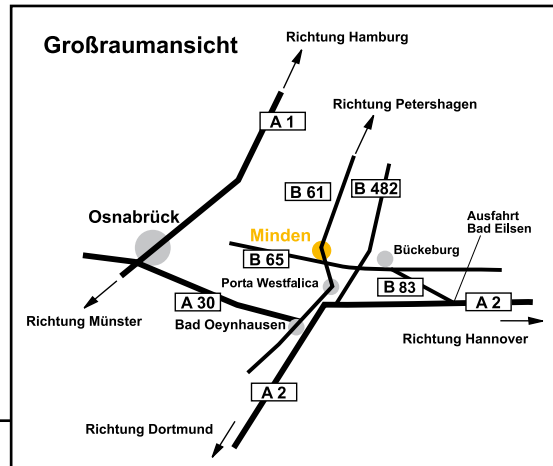 Richtung Hamburg
Großraumansicht
Richtung Petershagen
A 1
B 61
B 482
Osnabrück
Ausfahrt
Bad Eilsen
Minden
Bückeburg
B 65
Porta Westfalica
B 83
A 30
A 2
Richtung Münster
Bad Oeynhausen
Richtung Hannover
A 2
Richtung Dortmund